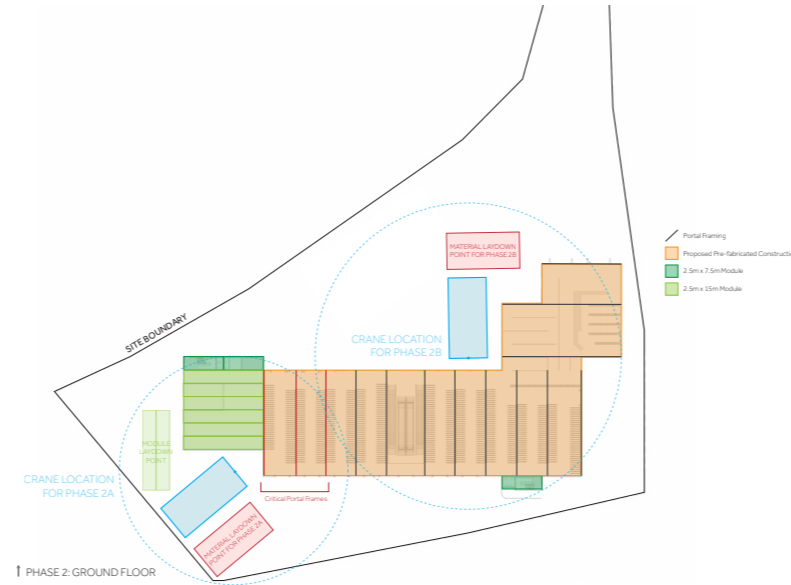 Portal Framing
Proposed Pre-fabricated Constructi
2.5m x 7.5m Module
2.5m x 15m Module
MATERIAL LAYDOWN
POINT FOR PHASE 2B
SITE BOUNDARY
CRANE LOCATION
FOR PHASE 2B
MODULE
LAYDOWN
POINT
CRANE LOCATION
FOR PHASE 2A
Critical Portal Frames
MATERIAL LAYDOWN
POINT FOR PHASE 2A
PHASE 2: GROUND FLOOR